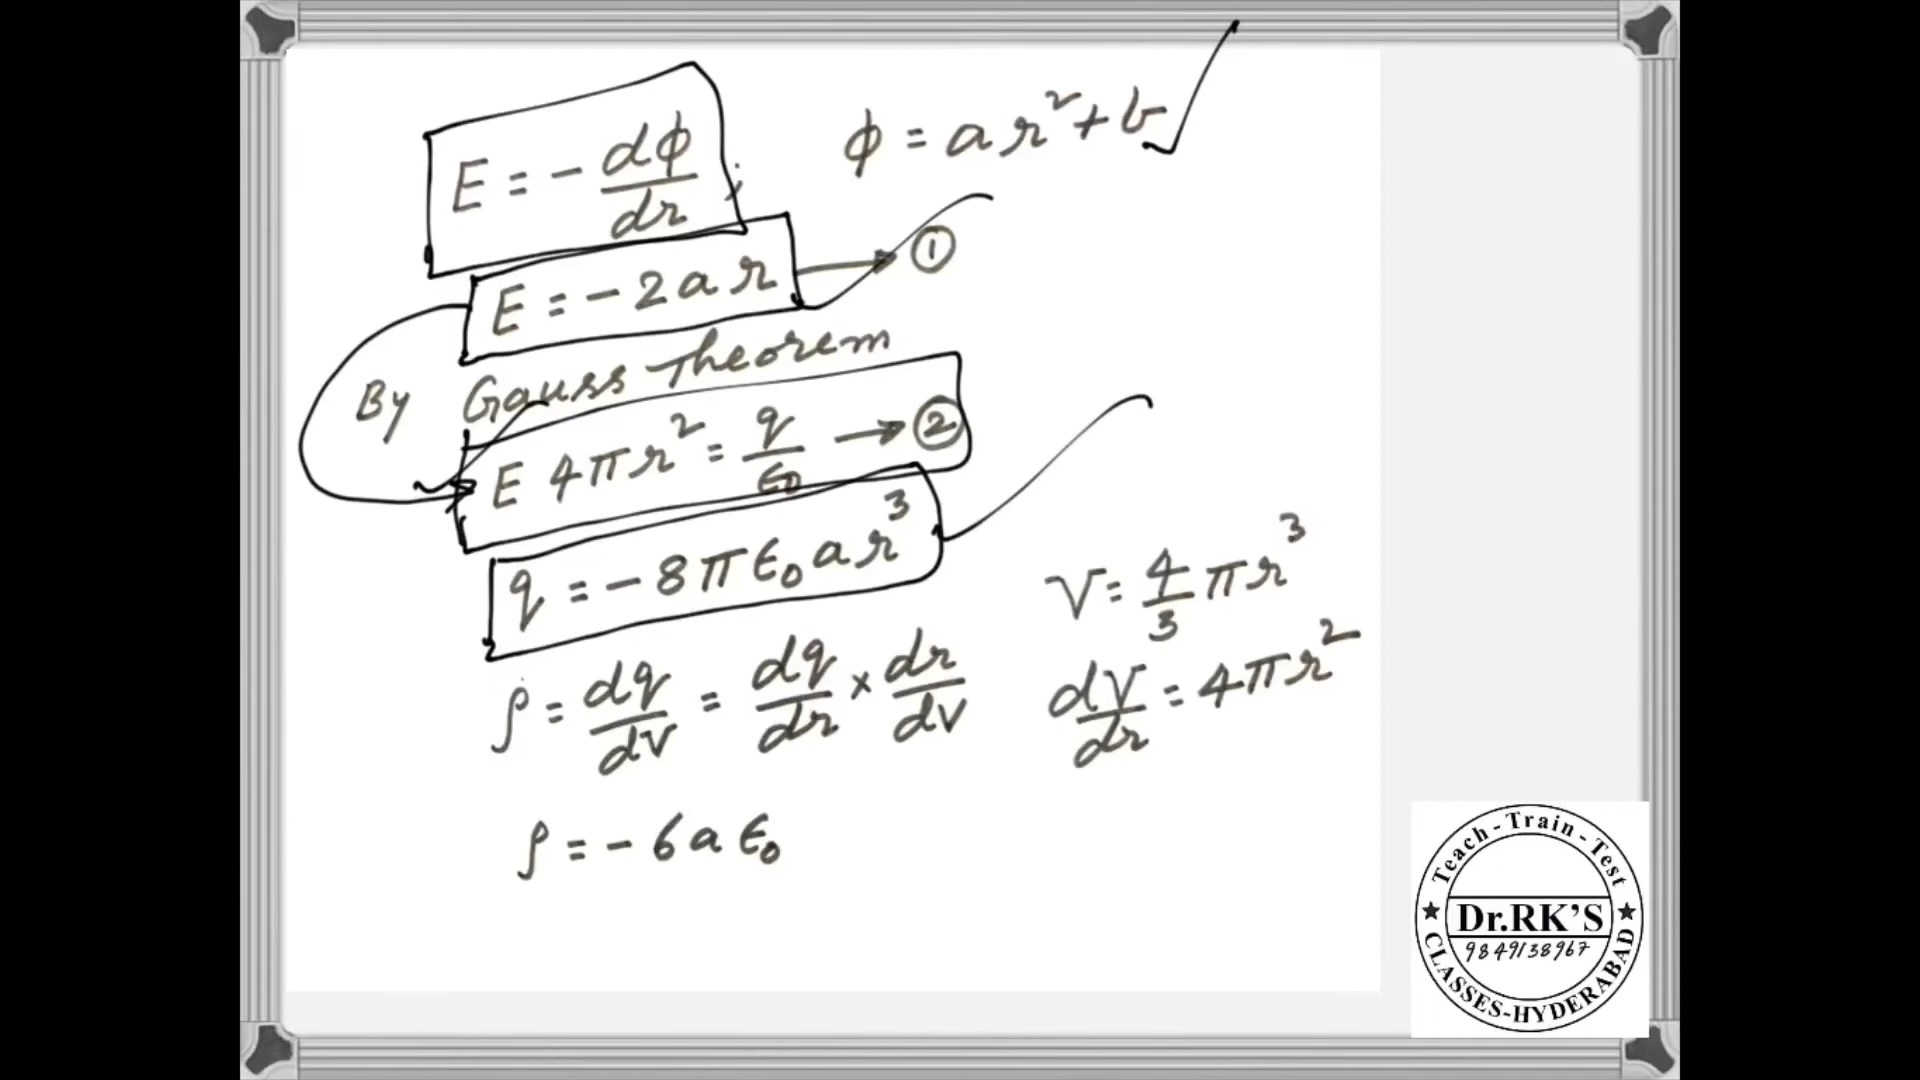 E = - dϕ/dr ; ϕ = ar² + b
E = - 2ar → ①
By Gauss Theorem
E 4πr² = q/ϵ₀ → ②
q = - 8πϵ₀ar³
V = 4/3 πr³
ρ = dq/dV = dq/dr × dr/dV
dV/dr = 4πr²
ρ = - 6aϵ₀
Teach-Train-Test
Dr.RK'S
9849138967
CLASSES-HYDERABAD